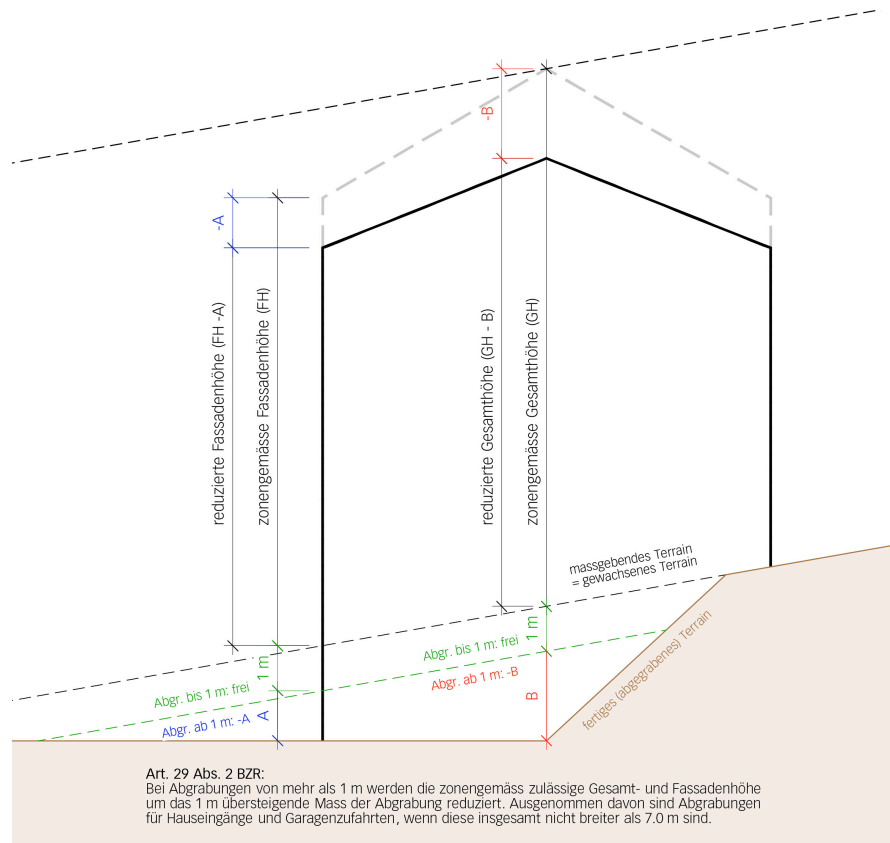 -B
-A
reduzierte Fassadenhöhe (FH -A)
zonengemässe Fassadenhöhe (FH)
reduzierte Gesamthöhe (GH - B)
zonengemässe Gesamthöhe (GH)
massgebendes Terrain
= gewachsenes Terrain
1 m
Abgr. bis 1 m: frei
Abgr. ab 1 m: -B
B
1 m
Abgr. bis 1 m: frei
Abgr. ab 1 m: -A
A
fertiges (abgegrabenes) Terrain
Art. 29 Abs. 2 BZR:
Bei Abgrabungen von mehr als 1 m werden die zonengemäss zulässige Gesamt- und Fassadenhöhe
um das 1 m übersteigende Mass der Abgrabung reduziert. Ausgenommen davon sind Abgrabungen
für Hauseingänge und Garagenzufahrten, wenn diese insgesamt nicht breiter als 7.0 m sind.